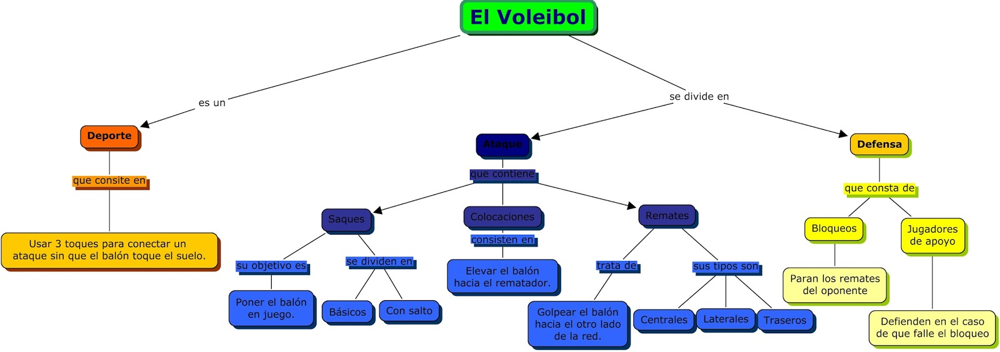 El Voleibol
es un
se divide en
Deporte
Ataque
Defensa
que consite en
que contiene
que consta de
Saques
Colocaciones
Remates
Bloqueos
Jugadores
de apoyo
Usar 3 toques para conectar un
ataque sin que el balón toque el suelo.
su objetivo es
se dividen en
consisten en
trata de
sus tipos son
Poner el balón
en juego.
Básicos
Con salto
Elevar el balón
hacia el rematador.
Golpear el balón
hacia el otro lado
de la red.
Centrales
Laterales
Traseros
Paran los remates
del oponente
Defienden en el caso
de que falle el bloqueo